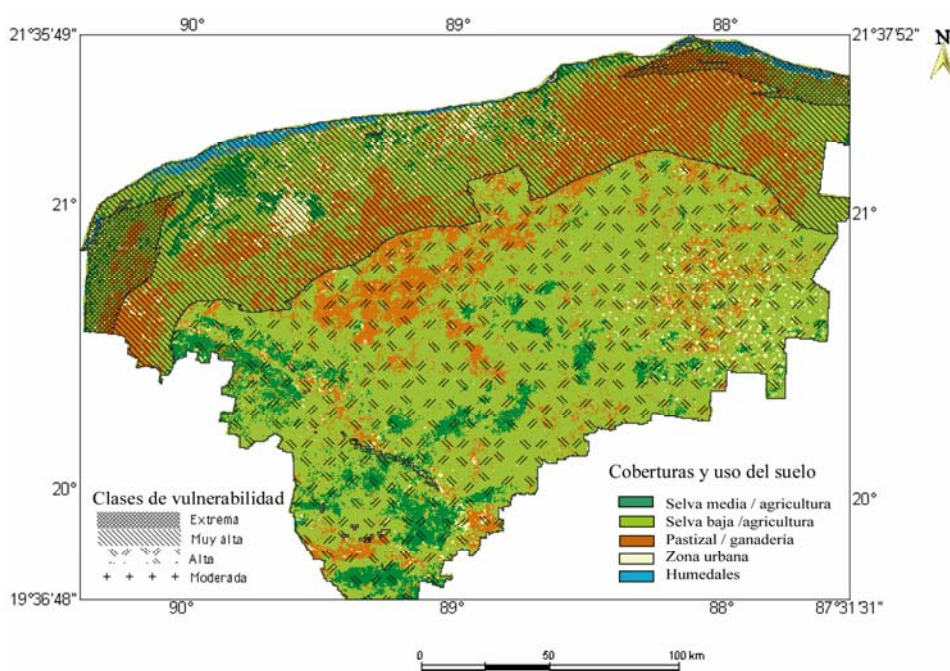 90°
89°
88°
21°35'49"
21°37'52"
N
21°
21°
20°
20°
Clases de vulnerabilidad
Extrema
Muy alta
Alta
Moderada
Coberturas y uso del suelo
Selva media / agricultura
Selva baja /agricultura
Pastizal / ganadería
Zona urbana
Humedales
19°36'48"
90°
89°
88°
87°31'31"
0
50
100 km